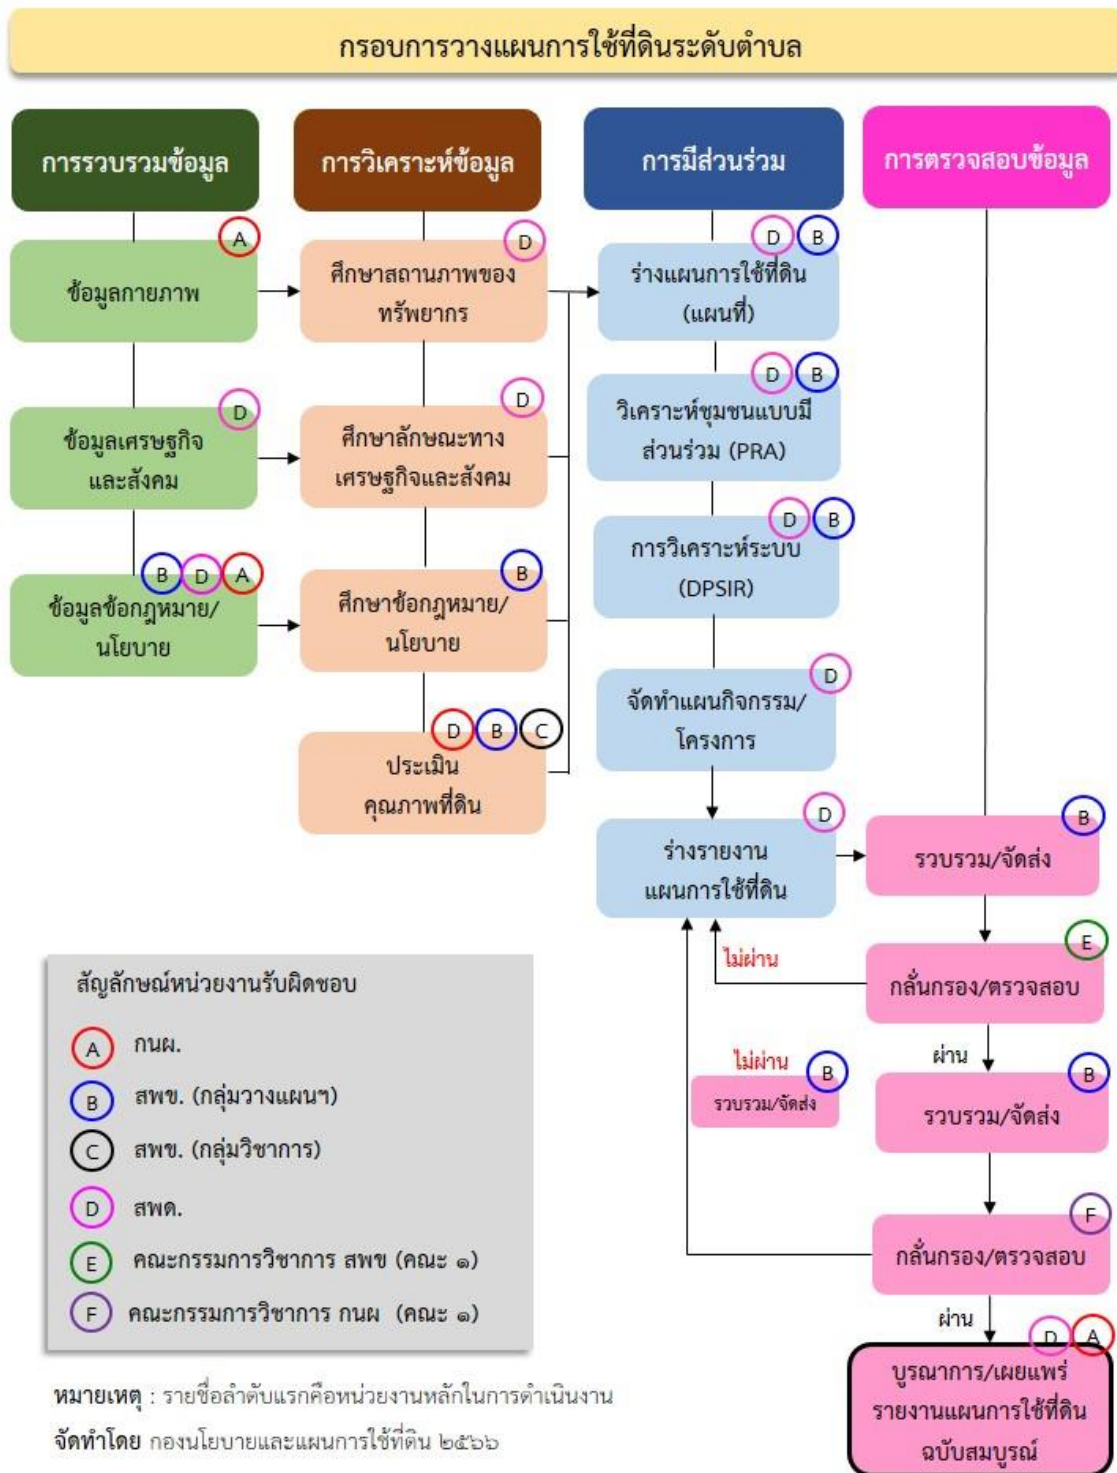 กรอบการวางแผนการใช้ที่ดินระดับตำบล
การรวบรวมข้อมูล
A
ข้อมูลกายภาพ
D
ข้อมูลเศรษฐกิจ
และสังคม
B D A
ข้อมูลข้อกฎหมาย/
นโยบาย
การวิเคราะห์ข้อมูล
D
ศึกษาสถานภาพของ
ทรัพยากร
D
ศึกษาลักษณะทาง
เศรษฐกิจและสังคม
B
ศึกษาข้อกฎหมาย/
นโยบาย
D B C
ประเมิน
คุณภาพที่ดิน
การมีส่วนร่วม
D B
ร่างแผนการใช้ที่ดิน
(แผนที่)
D B
วิเคราะห์ชุมชนแบบมี
ส่วนร่วม (PRA)
D B
การวิเคราะห์ระบบ
(DPSIR)
D
จัดทำแผนกิจกรรม/
โครงการ
D
ร่างรายงาน
แผนการใช้ที่ดิน
การตรวจสอบข้อมูล
B
รวบรวม/จัดส่ง
E
กลั่นกรอง/ตรวจสอบ
ไม่ผ่าน
ผ่าน
B
รวบรวม/จัดส่ง
ไม่ผ่าน
B
รวบรวม/จัดส่ง
F
กลั่นกรอง/ตรวจสอบ
ผ่าน
D A
บูรณาการ/เผยแพร่
รายงานแผนการใช้ที่ดิน
ฉบับสมบูรณ์
สัญลักษณ์หน่วยงานรับผิดชอบ
A กนผ.
B สพข. (กลุ่มวางแผนฯ)
C สพข. (กลุ่มวิชาการ)
D สพด.
E คณะกรรมการวิชาการ สพข (คณะ ๑)
F คณะกรรมการวิชาการ กนผ (คณะ ๑)
หมายเหตุ : รายชื่อลำดับแรกคือหน่วยงานหลักในการดำเนินงาน
จัดทำโดย กองนโยบายและแผนการใช้ที่ดิน ๒๕๖๖